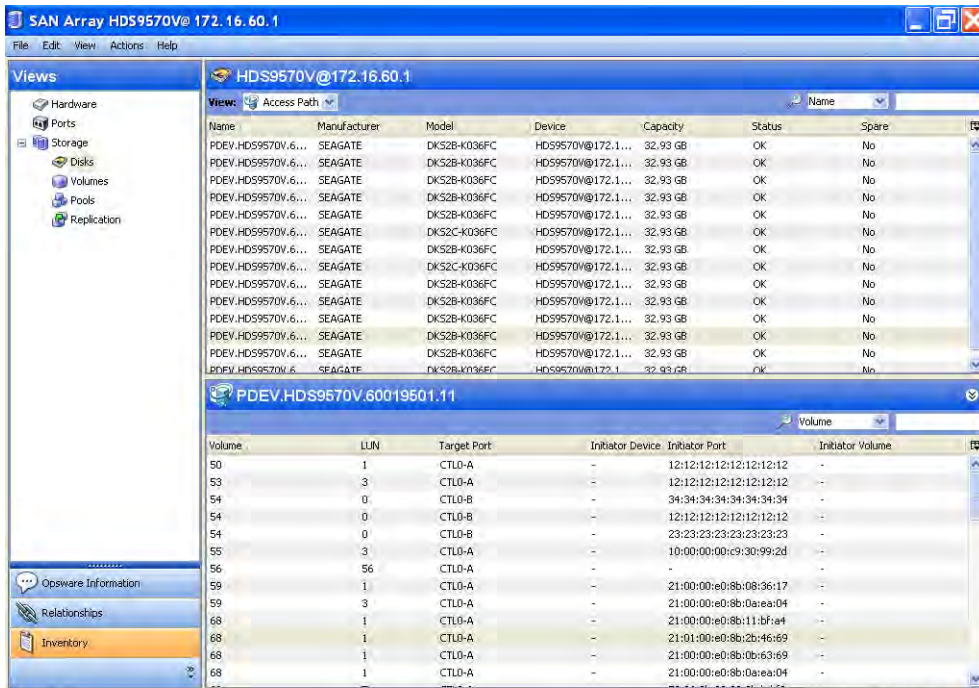 SAN Array HDS9570V@172.16.60.1
File Edit View Actions Help
Views
Hardware
Ports
Storage
Disks
Volumes
Pools
Replication
Opsware Information
Relationships
Inventory
HDS9570V@172.16.60.1
View: Access Path Name
Name Manufacturer Model Device Capacity Status Spare
PDEV.HDS9570V.6... SEAGATE DKS2B-K036FC HDS9570V@172.1... 32.93 GB OK No
PDEV.HDS9570V.6... SEAGATE DKS2B-K036FC HDS9570V@172.1... 32.93 GB OK No
PDEV.HDS9570V.6... SEAGATE DKS2B-K036FC HDS9570V@172.1... 32.93 GB OK No
PDEV.HDS9570V.6... SEAGATE DKS2B-K036FC HDS9570V@172.1... 32.93 GB OK No
PDEV.HDS9570V.6... SEAGATE DKS2B-K036FC HDS9570V@172.1... 32.93 GB OK No
PDEV.HDS9570V.6... SEAGATE DKS2C-K036FC HDS9570V@172.1... 32.93 GB OK No
PDEV.HDS9570V.6... SEAGATE DKS2B-K036FC HDS9570V@172.1... 32.93 GB OK No
PDEV.HDS9570V.6... SEAGATE DKS2C-K036FC HDS9570V@172.1... 32.93 GB OK No
PDEV.HDS9570V.6... SEAGATE DKS2B-K036FC HDS9570V@172.1... 32.93 GB OK No
PDEV.HDS9570V.6... SEAGATE DKS2B-K036FC HDS9570V@172.1... 32.93 GB OK No
PDEV.HDS9570V.6... SEAGATE DKS2B-K036FC HDS9570V@172.1... 32.93 GB OK No
PDEV.HDS9570V.6... SEAGATE DKS2B-K036FC HDS9570V@172.1... 32.93 GB OK No
PDEV.HDS9570V.6... SEAGATE DKS2B-K036FC HDS9570V@172.1... 32.93 GB OK No
PDEV.HDS9570V.6 SEAGATE DKS2B-K036FC HDS9570V@172.1 32.93 GB OK No
PDEV.HDS9570V.60019501.11
Volume
Volume LUN Target Port Initiator Device Initiator Port Initiator Volume
50 1 CTL0-A - 12:12:12:12:12:12:12:12 -
53 3 CTL0-A - 12:12:12:12:12:12:12:12 -
54 0 CTL0-B - 34:34:34:34:34:34:34:34 -
54 0 CTL0-B - 12:12:12:12:12:12:12:12 -
54 0 CTL0-B - 23:23:23:23:23:23:23:23 -
55 3 CTL0-A - 10:00:00:00:c9:30:99:2d -
56 56 CTL0-A - - -
59 1 CTL0-A - 21:00:00:e0:8b:08:36:17 -
59 3 CTL0-A - 21:00:00:e0:8b:0a:ea:04 -
68 1 CTL0-A - 21:00:00:e0:8b:11:bf:a4 -
68 1 CTL0-A - 21:01:00:e0:8b:2b:46:69 -
68 1 CTL0-A - 21:00:00:e0:8b:0b:63:69 -
68 1 CTL0-A - 21:00:00:e0:8b:0a:ea:04 -